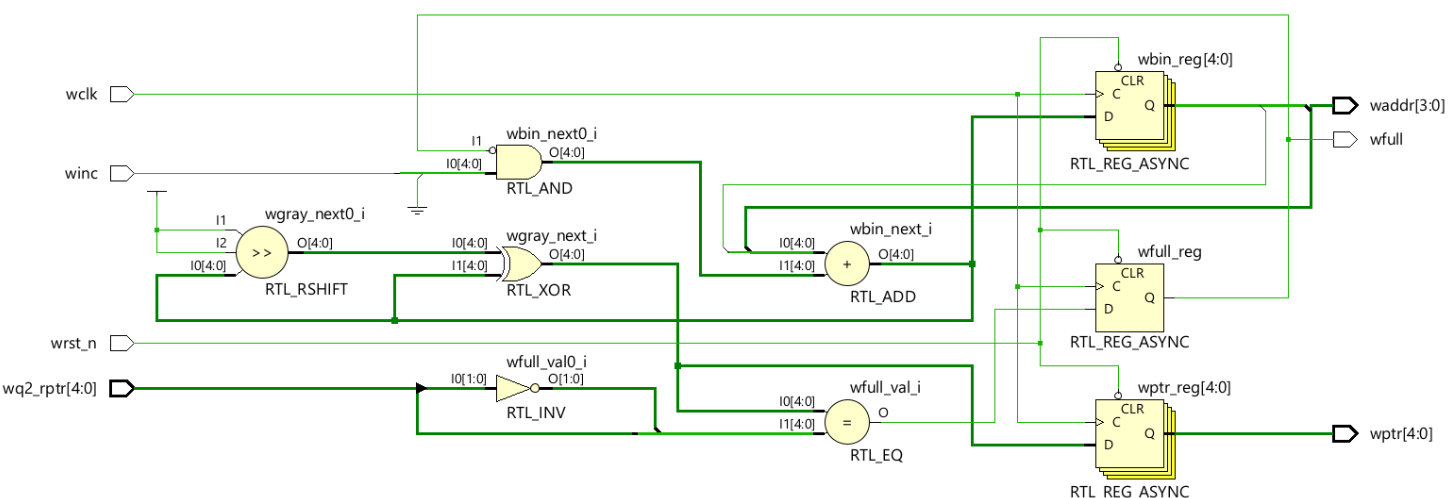 wbin_reg[4:0]
CLR
wclk
C
Q
waddr[3:0]
D
RTL_REG_ASYNC
wfull
wbin_next0_i
I1
O[4:0]
I0[4:0]
RTL_AND
winc
wgray_next0_i
I1
I2
I0[4:0]
>>
O[4:0]
RTL_RSHIFT
wgray_next_i
I0[4:0]
O[4:0]
I1[4:0]
RTL_XOR
wbin_next_i
I0[4:0]
I1[4:0]
+
O[4:0]
RTL_ADD
wfull_reg
CLR
C
Q
D
RTL_REG_ASYNC
wrst_n
wq2_rptr[4:0]
wfull_val0_i
I0[1:0]
O[1:0]
RTL_INV
wfull_val_i
I0[4:0]
I1[4:0]
=
O
RTL_EQ
wptr_reg[4:0]
CLR
C
Q
D
wptr[4:0]
RTL_REG_ASYNC